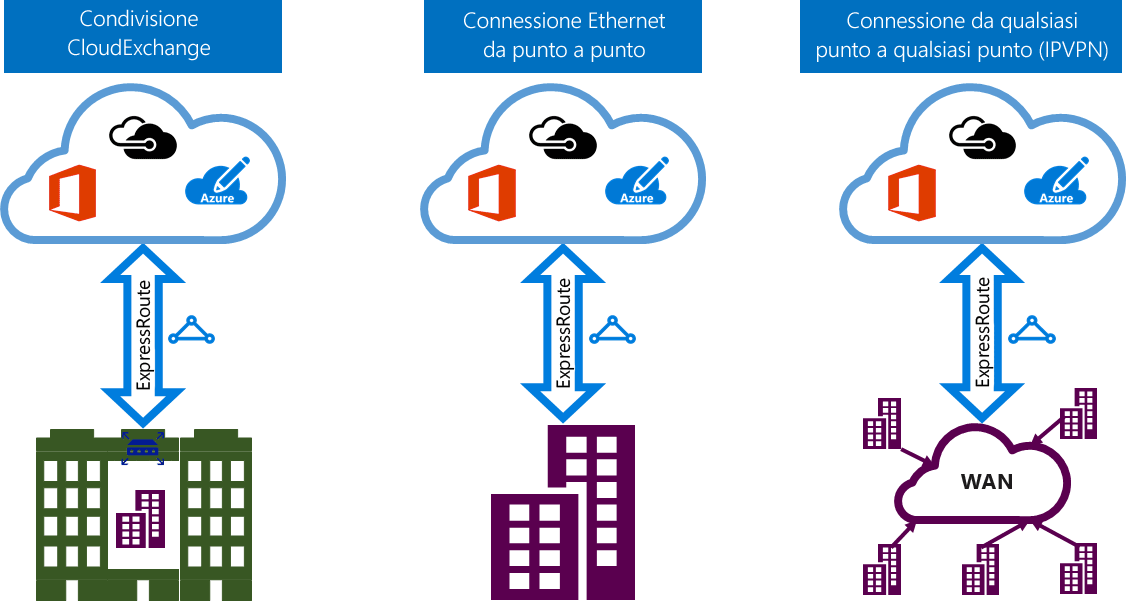 Condivisione
CloudExchange
Connessione Ethernet
da punto a punto
Connessione da qualsiasi
punto a qualsiasi punto (IPVPN)
Azure
Azure
Azure
ExpressRoute
ExpressRoute
ExpressRoute
WAN